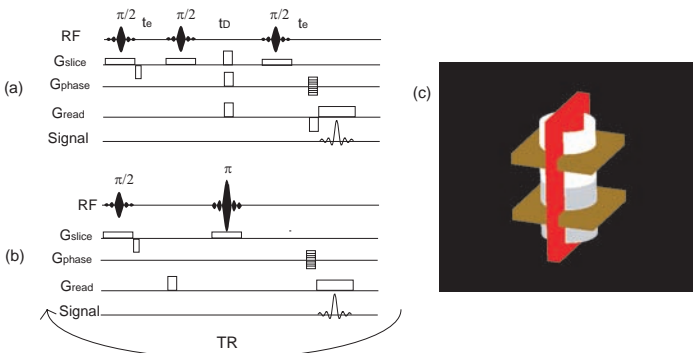 π/2 te π/2 tD π/2 te
RF
Gslice
Gphase
(a)
Gread
Signal
π/2 π
RF
Gslice
(b)
Gphase
Gread
Signal
TR
(c)